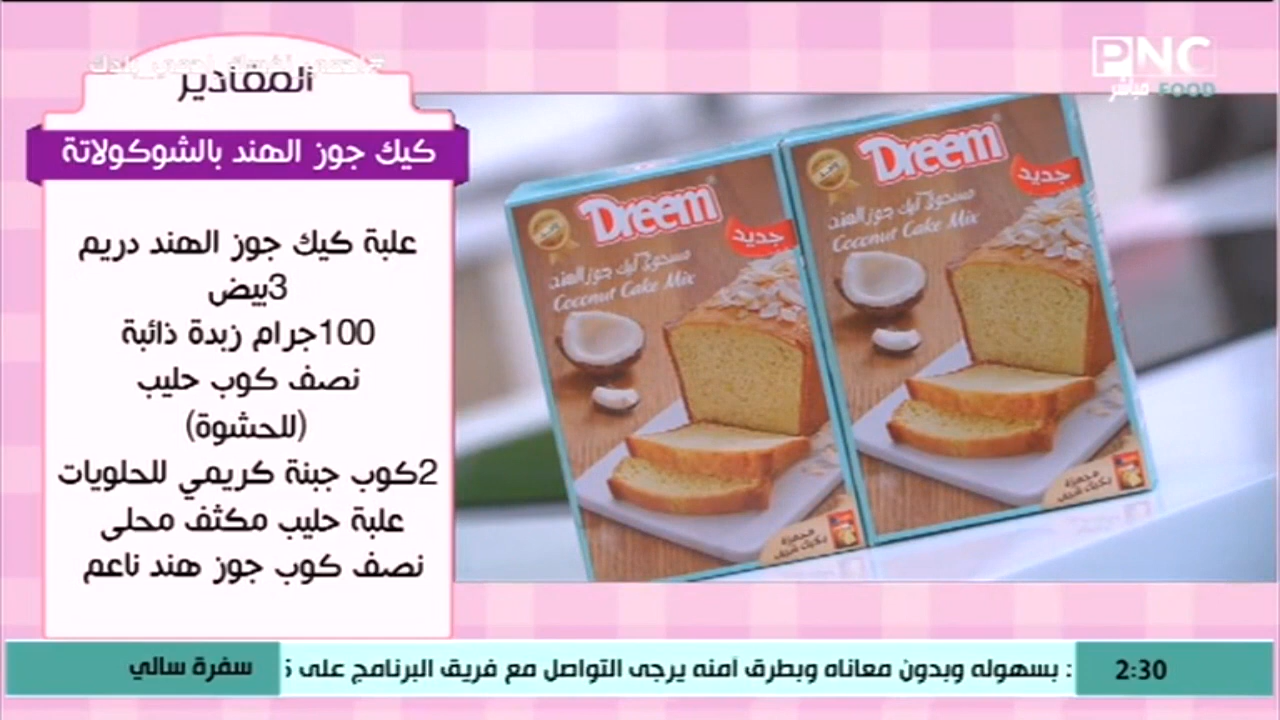 المقادير
كيك جوز الهند بالشوكولاتة
علبة كيك جوز الهند دريم
3بيض
100جرام زبدة ذائبة
نصف كوب حليب
(للحشوة)
2كوب جبنة كريمي للحلويات
علبة حليب مكثف محلى
نصف كوب جوز هند ناعم
PNC
FOOD مباشر
Dreem
جديد
مسحوق كيك جوز الهند
Coconut Cake Mix
Dreem
جديد
مسحوق كيك جوز الهند
Coconut Cake Mix
سفرة سالي
: بسهوله وبدون معاناه وبطرق آمنه يرجى التواصل مع فريق البرنامج على
2:30